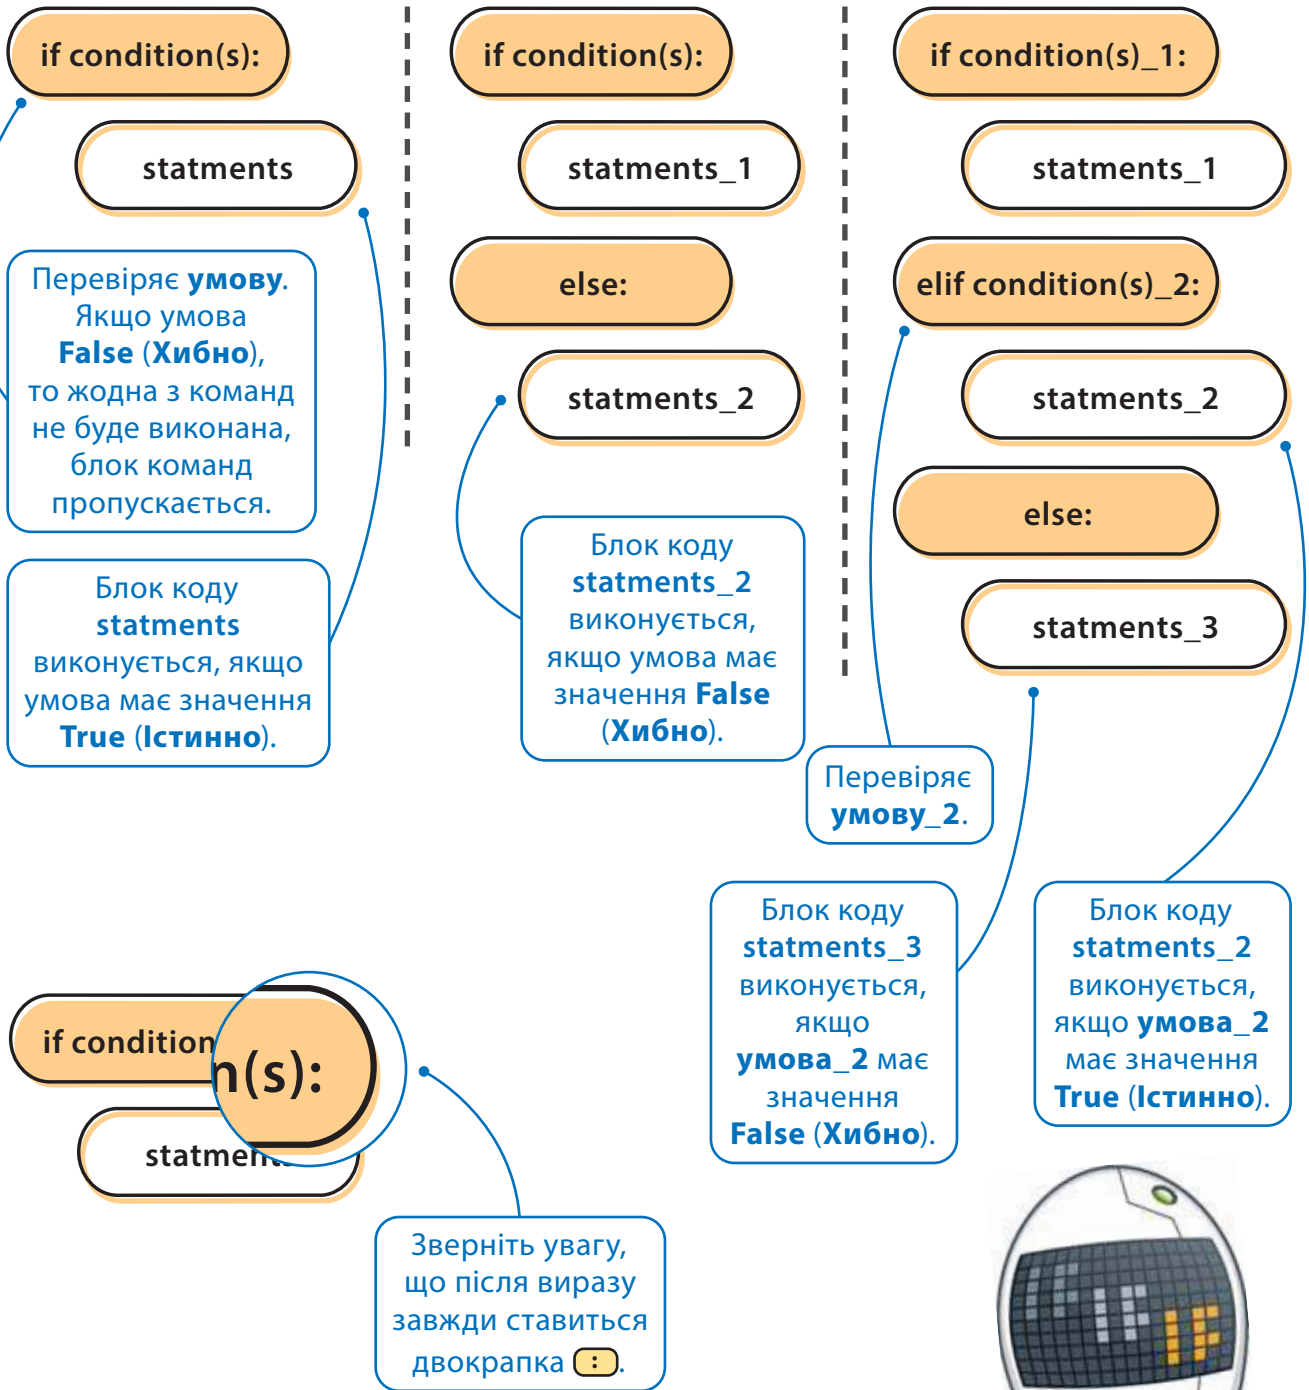 if condition(s):
statments
Перевіряє умову.
Якщо умова
False (Хибно),
то жодна з команд
не буде виконана,
блок команд
пропускається.
Блок коду
statments
виконується, якщо
умова має значення
True (Істинно).
if condition(s):
statments_1
else:
statments_2
Блок коду
statments_2
виконується,
якщо умова має
значення False
(Хибно).
if condition(s)_1:
statments_1
elif condition(s)_2:
statments_2
else:
statments_3
Перевіряє
умову_2.
Блок коду
statments_3
виконується,
якщо
умова_2 має
значення
False (Хибно).
Блок коду
statments_2
виконується,
якщо умова_2
має значення
True (Істинно).
if condition
n(s):
statments
Зверніть увагу,
що після виразу
завжди ставиться
двокрапка :.
IF
IF
IF